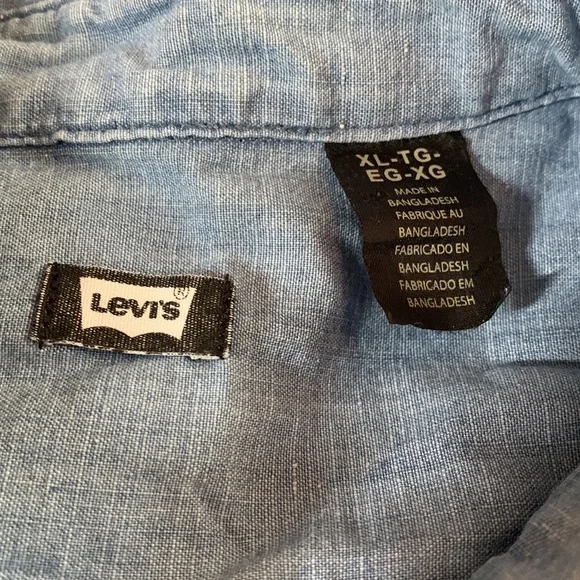 XL-TG-
EG-XG
MADE IN
BANGLADESH
FABRIQUE AU
BANGLADESH
FABRICADO EN
BANGLADESH
FABRICADO EM
BANGLADESH
LEVI'S®